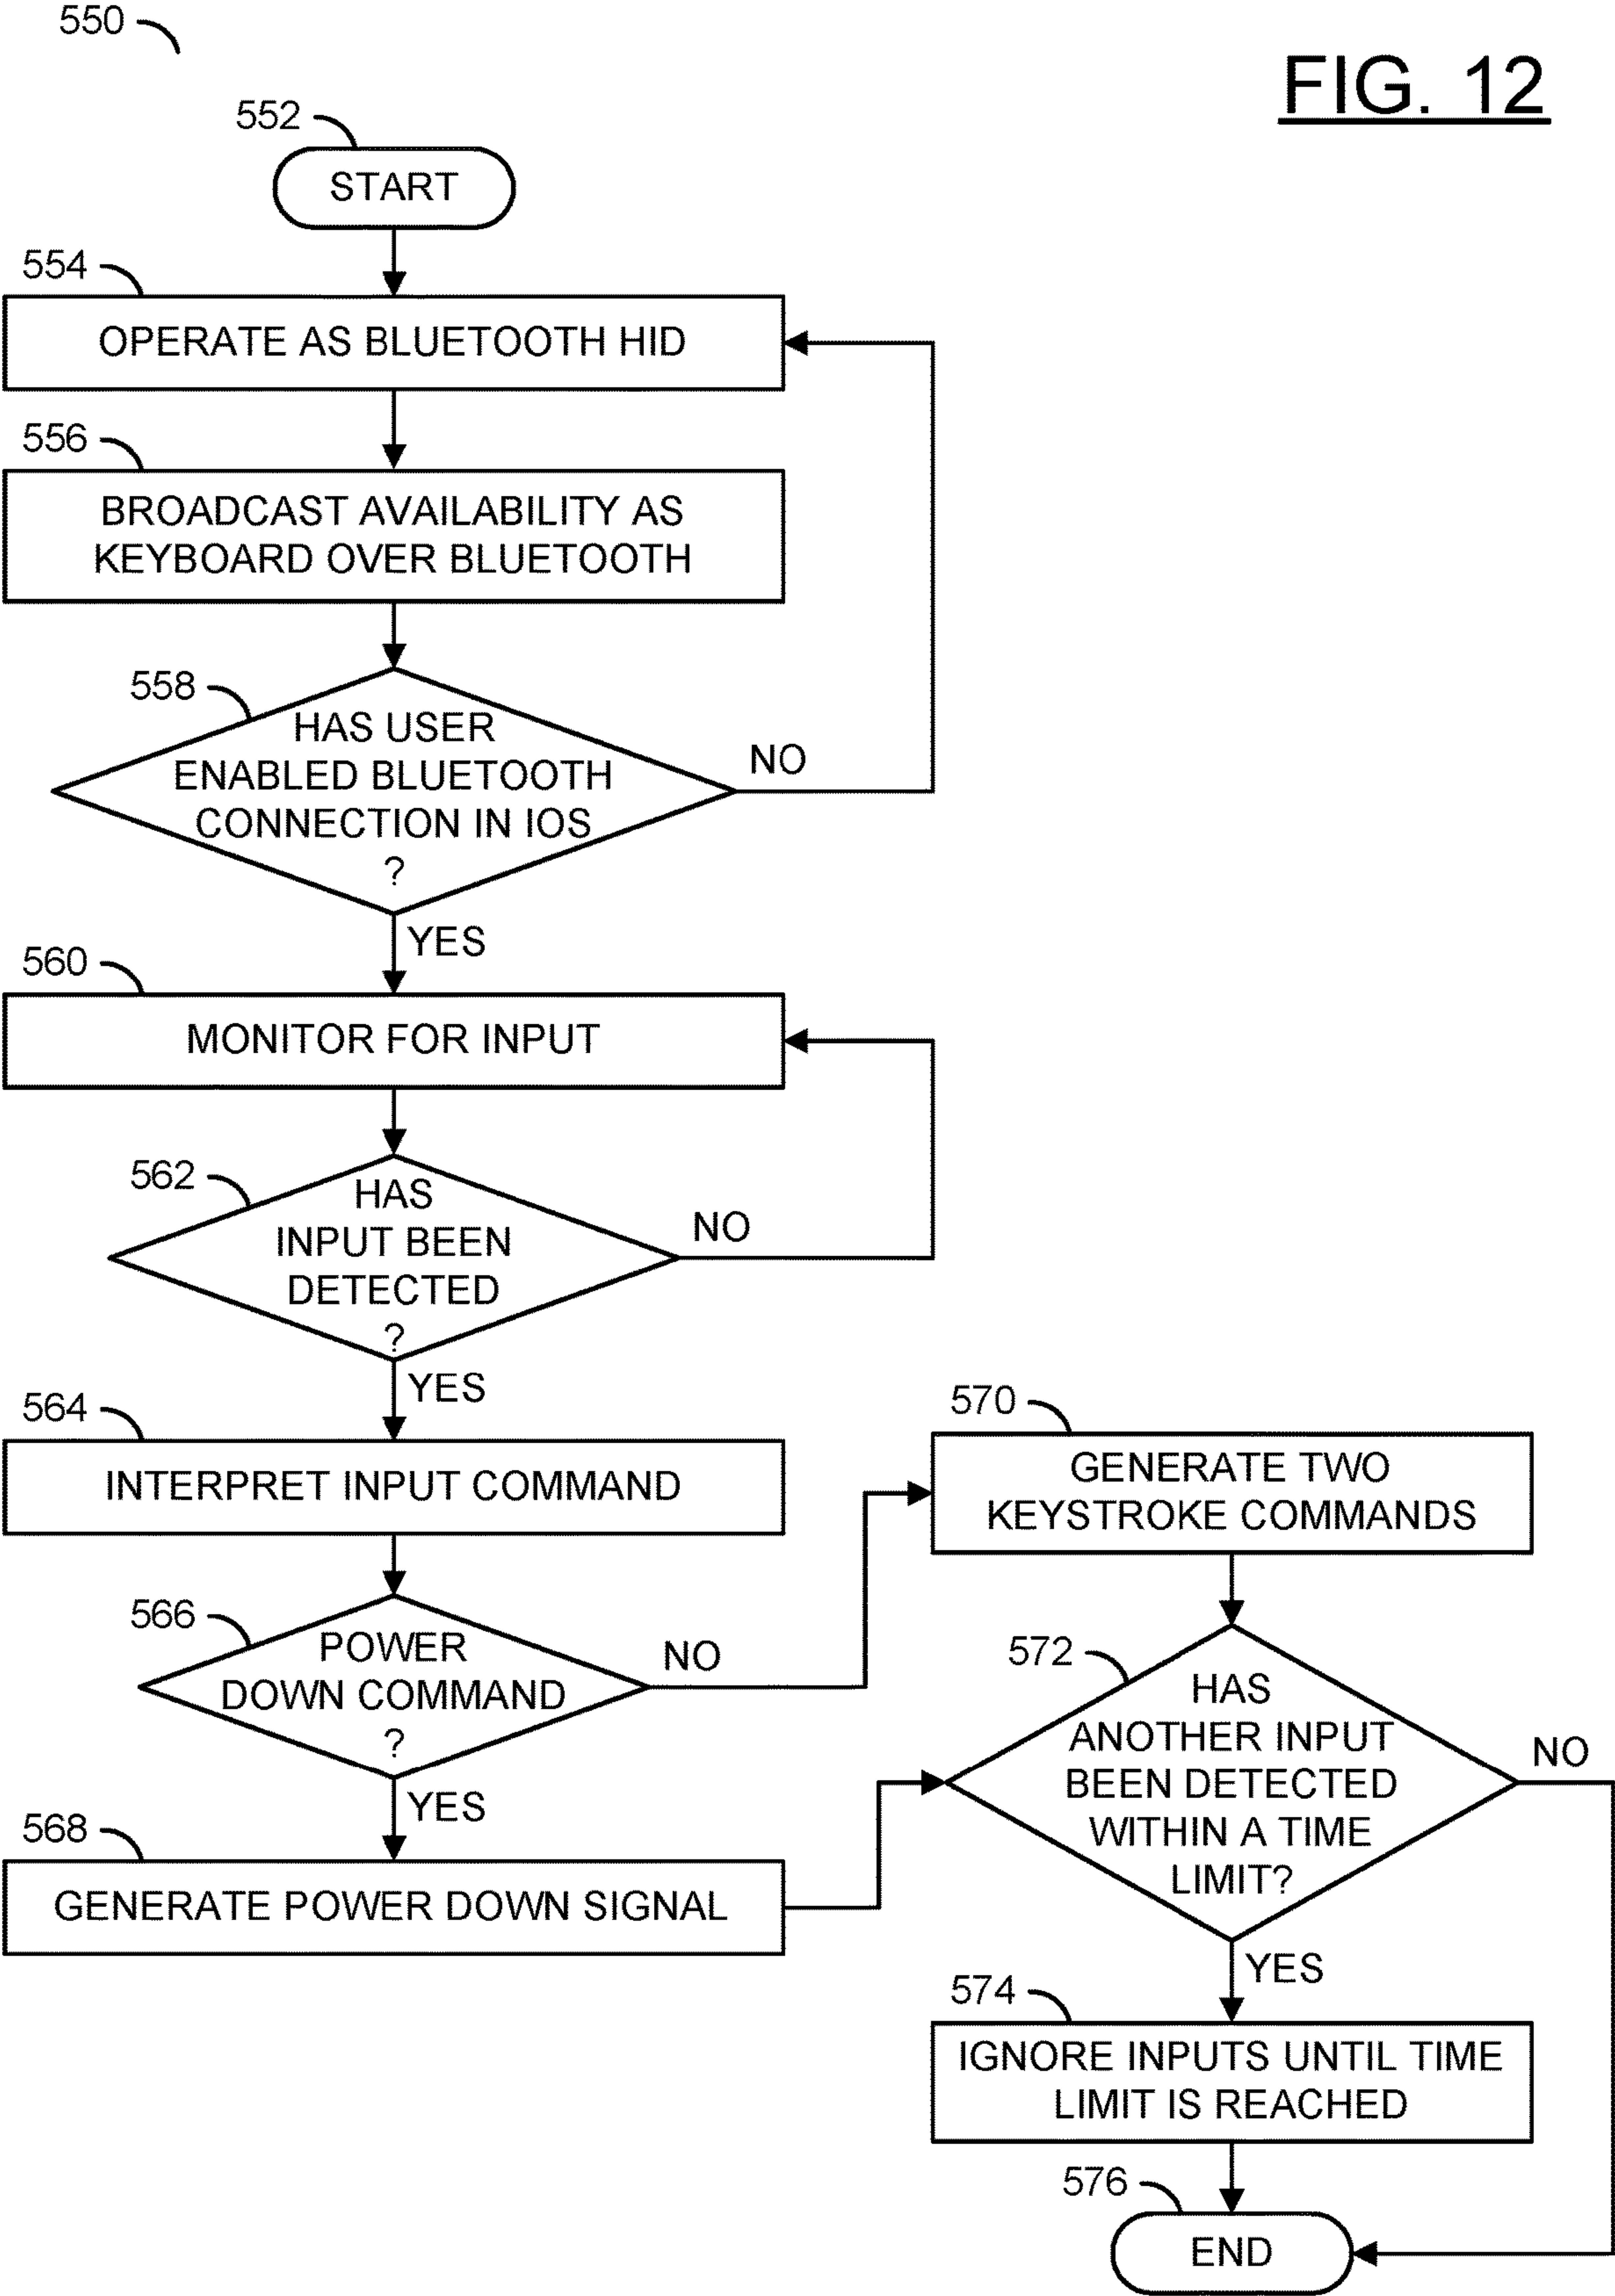 550
FIG. 12
552
START
554
OPERATE AS BLUETOOTH HID
556
BROADCAST AVAILABILITY AS
KEYBOARD OVER BLUETOOTH
558
HAS USER
ENABLED BLUETOOTH
CONNECTION IN IOS
?
NO
YES
560
MONITOR FOR INPUT
562
HAS
INPUT BEEN
DETECTED
?
NO
YES
564
INTERPRET INPUT COMMAND
566
POWER
DOWN COMMAND
?
NO
YES
568
GENERATE POWER DOWN SIGNAL
570
GENERATE TWO
KEYSTROKE COMMANDS
572
HAS
ANOTHER INPUT
BEEN DETECTED
WITHIN A TIME
LIMIT?
NO
YES
574
IGNORE INPUTS UNTIL TIME
LIMIT IS REACHED
576
END